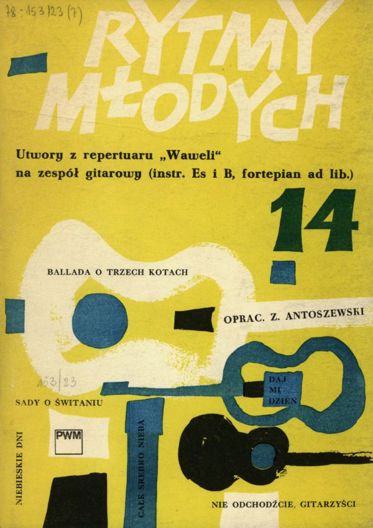 78-153/23(7)
RYTMY
MŁODYCH
Utwory z repertuaru „Waweli“
na zespół gitarowy (instr. Es i B, fortepian ad lib.)
14
BALLADA O TRZECH KOTACH
OPRAC. Z. ANTOSZEWSKI
153/23
DAJ
MI
DZIEŃ
SADY O ŚWITANIU
NIEBIESKIE DNI
PWM
CAŁE SREBRO NIEBA
NIE ODCHODŹCIE, GITARZYŚCI